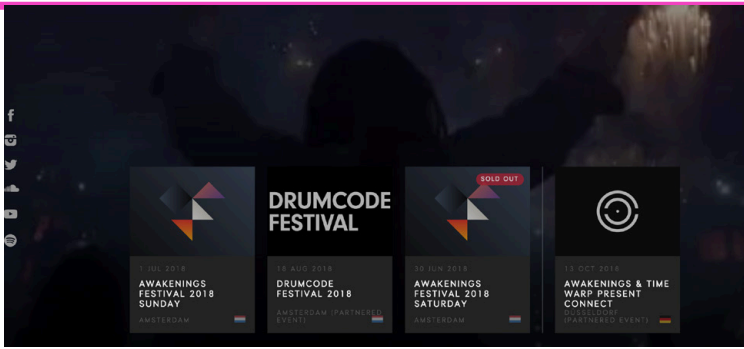 1 JUL 2018
AWAKENINGS
FESTIVAL 2018
SUNDAY
AMSTERDAM
DRUMCODE
FESTIVAL
18 AUG 2018
DRUMCODE
FESTIVAL 2018
AMSTERDAM (PARTNERED
EVENT)
SOLD OUT
30 JUN 2018
AWAKENINGS
FESTIVAL 2018
SATURDAY
AMSTERDAM
13 OCT 2018
AWAKENINGS & TIME
WARP PRESENT
CONNECT
DÜSSELDORF
(PARTNERED EVENT)